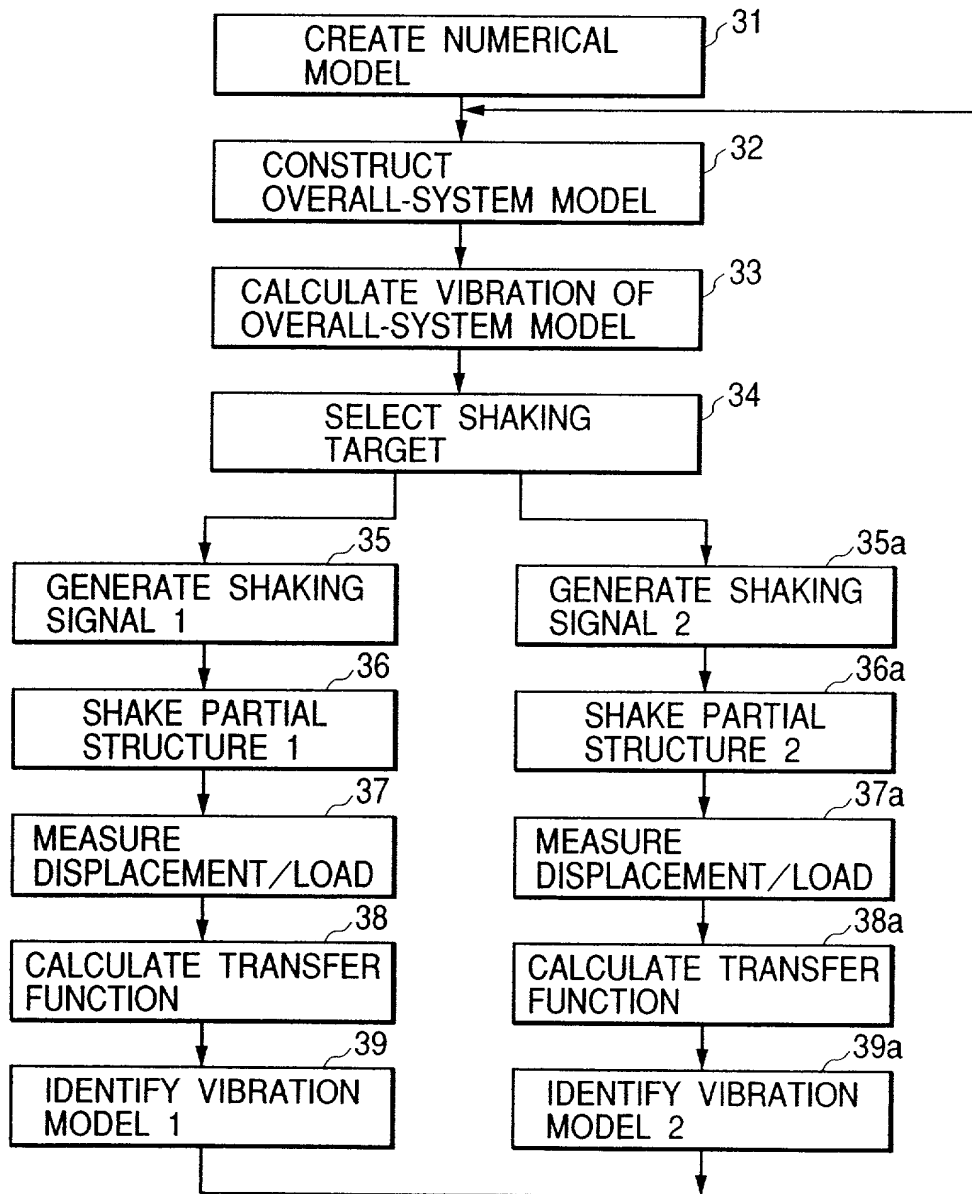 31
CREATE NUMERICAL
MODEL
32
CONSTRUCT
OVERALL-SYSTEM MODEL
33
CALCULATE VIBRATION OF
OVERALL-SYSTEM MODEL
34
SELECT SHAKING
TARGET
35
GENERATE SHAKING
SIGNAL 1
36
SHAKE PARTIAL
STRUCTURE 1
37
MEASURE
DISPLACEMENT/LOAD
38
CALCULATE TRANSFER
FUNCTION
39
IDENTIFY VIBRATION
MODEL 1
35a
GENERATE SHAKING
SIGNAL 2
36a
SHAKE PARTIAL
STRUCTURE 2
37a
MEASURE
DISPLACEMENT/LOAD
38a
CALCULATE TRANSFER
FUNCTION
39a
IDENTIFY VIBRATION
MODEL 2